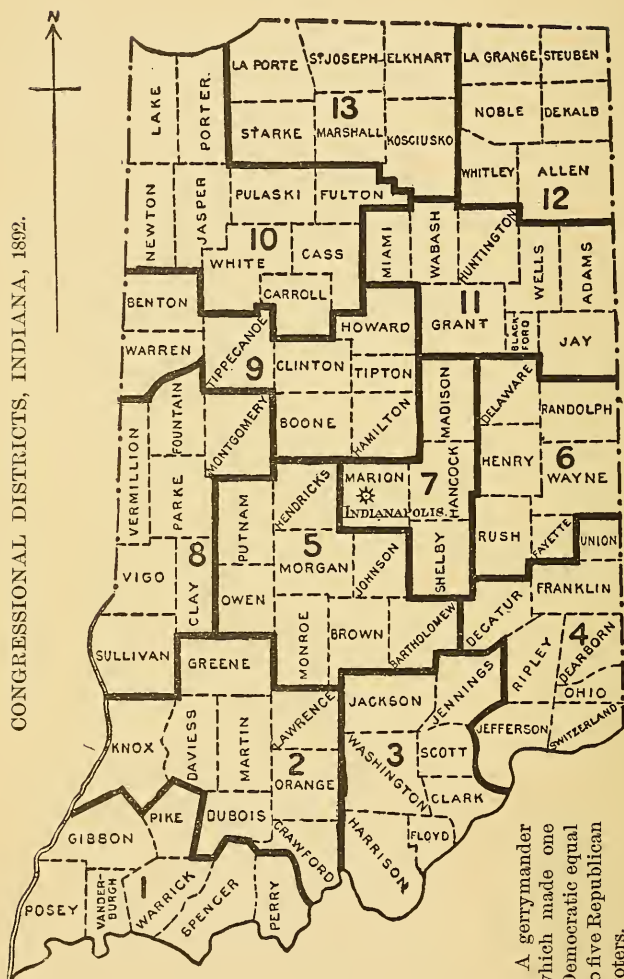 CONGRESSIONAL DISTRICTS, INDIANA, 1892.
N
LA PORTE
ST JOSEPH
ELKHART
LA GRANGE
STEUBEN
LAKE
PORTER.
13
NOBLE
DEKALB
STARKE
MARSHALL
KOSCIUSKO
WHITLEY
ALLEN
12
NEWTON
JASPER
PULASKI
FULTON
10
WHITE
CASS
MIAMI
WABASH
HUNTINGTON
WELLS
ADAMS
CARROLL
BENTON
11
GRANT
BLACK-
FORD
JAY
HOWARD
WARREN
TIPPECANOE
9
CLINTON
TIPTON
MADISON
DELAWARE
RANDOLPH
FOUNTAIN
MONTGOMERY
BOONE
HAMILTON
HENRY
6
WAYNE
VERMILLION
PARKE
PUTNAM
HENDRICKS
MARION
INDIANAPOLIS.
7
HANCOCK
RUSH
FAYETTE
UNION
8
5
MORGAN
JOHNSON
SHELBY
VIGO
CLAY
OWEN
FRANKLIN
DECATUR
SULLIVAN
GREENE
MONROE
BROWN
BARTHOLOMEW
4
RIPLEY
DEARBORN
OHIO
JENNINGS
JACKSON
LAWRENCE
JEFFERSON
SWITZERLAND
KNOX
DAVIESS
MARTIN
2
ORANGE
3
WASHINGTON
SCOTT
CLARK
PIKE
DUBOIS
GIBBON
CRAWFORD
HARRISON
FLOYD
1
POSEY
VANDER-
BURGH
WARRICK
SPENCER
PERRY
A gerrymander
which made one
Democratic equal
o five Republican
oters.